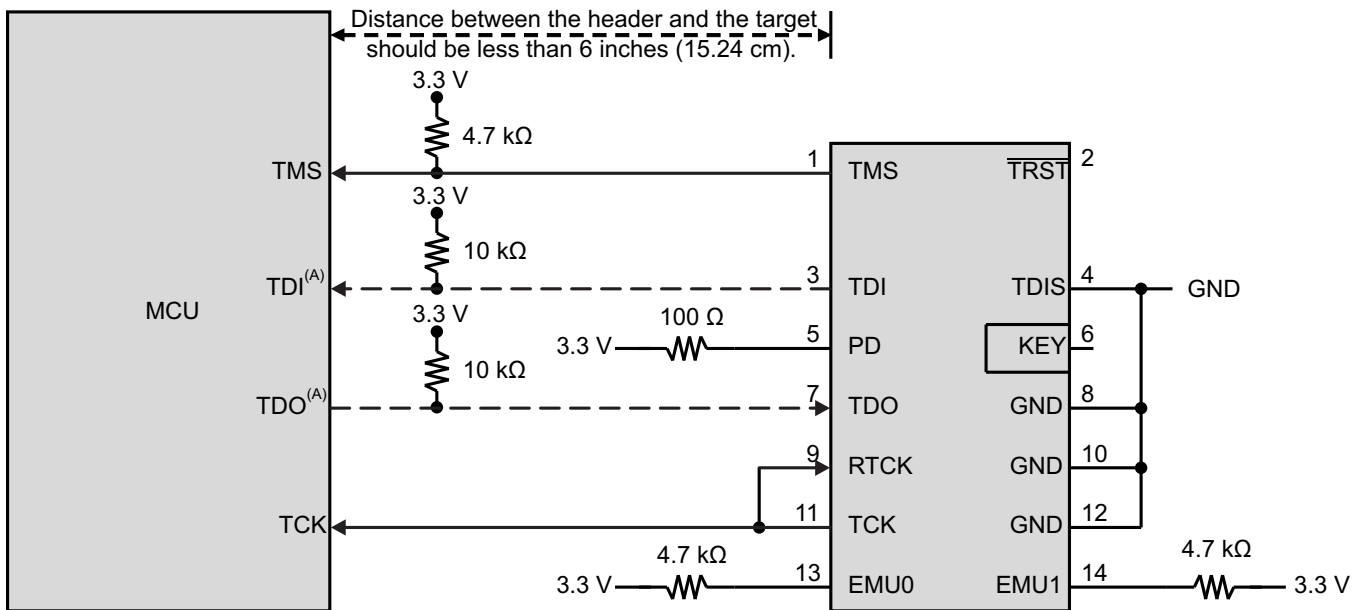 Distance between the header and the target
should be less than 6 inches (15.24 cm).
3.3 V
4.7 kΩ
TMS
1
TMS
TRST
2
3.3 V
10 kΩ
TDI(A)
3
TDI
TDIS
4
GND
MCU
3.3 V
100 Ω
3.3 V
5
PD
KEY
6
10 kΩ
TDO(A)
7
TDO
GND
8
9
RTCK
GND
10
TCK
11
TCK
GND
12
4.7 kΩ
3.3 V
13
EMU0
EMU1
14
4.7 kΩ
3.3 V